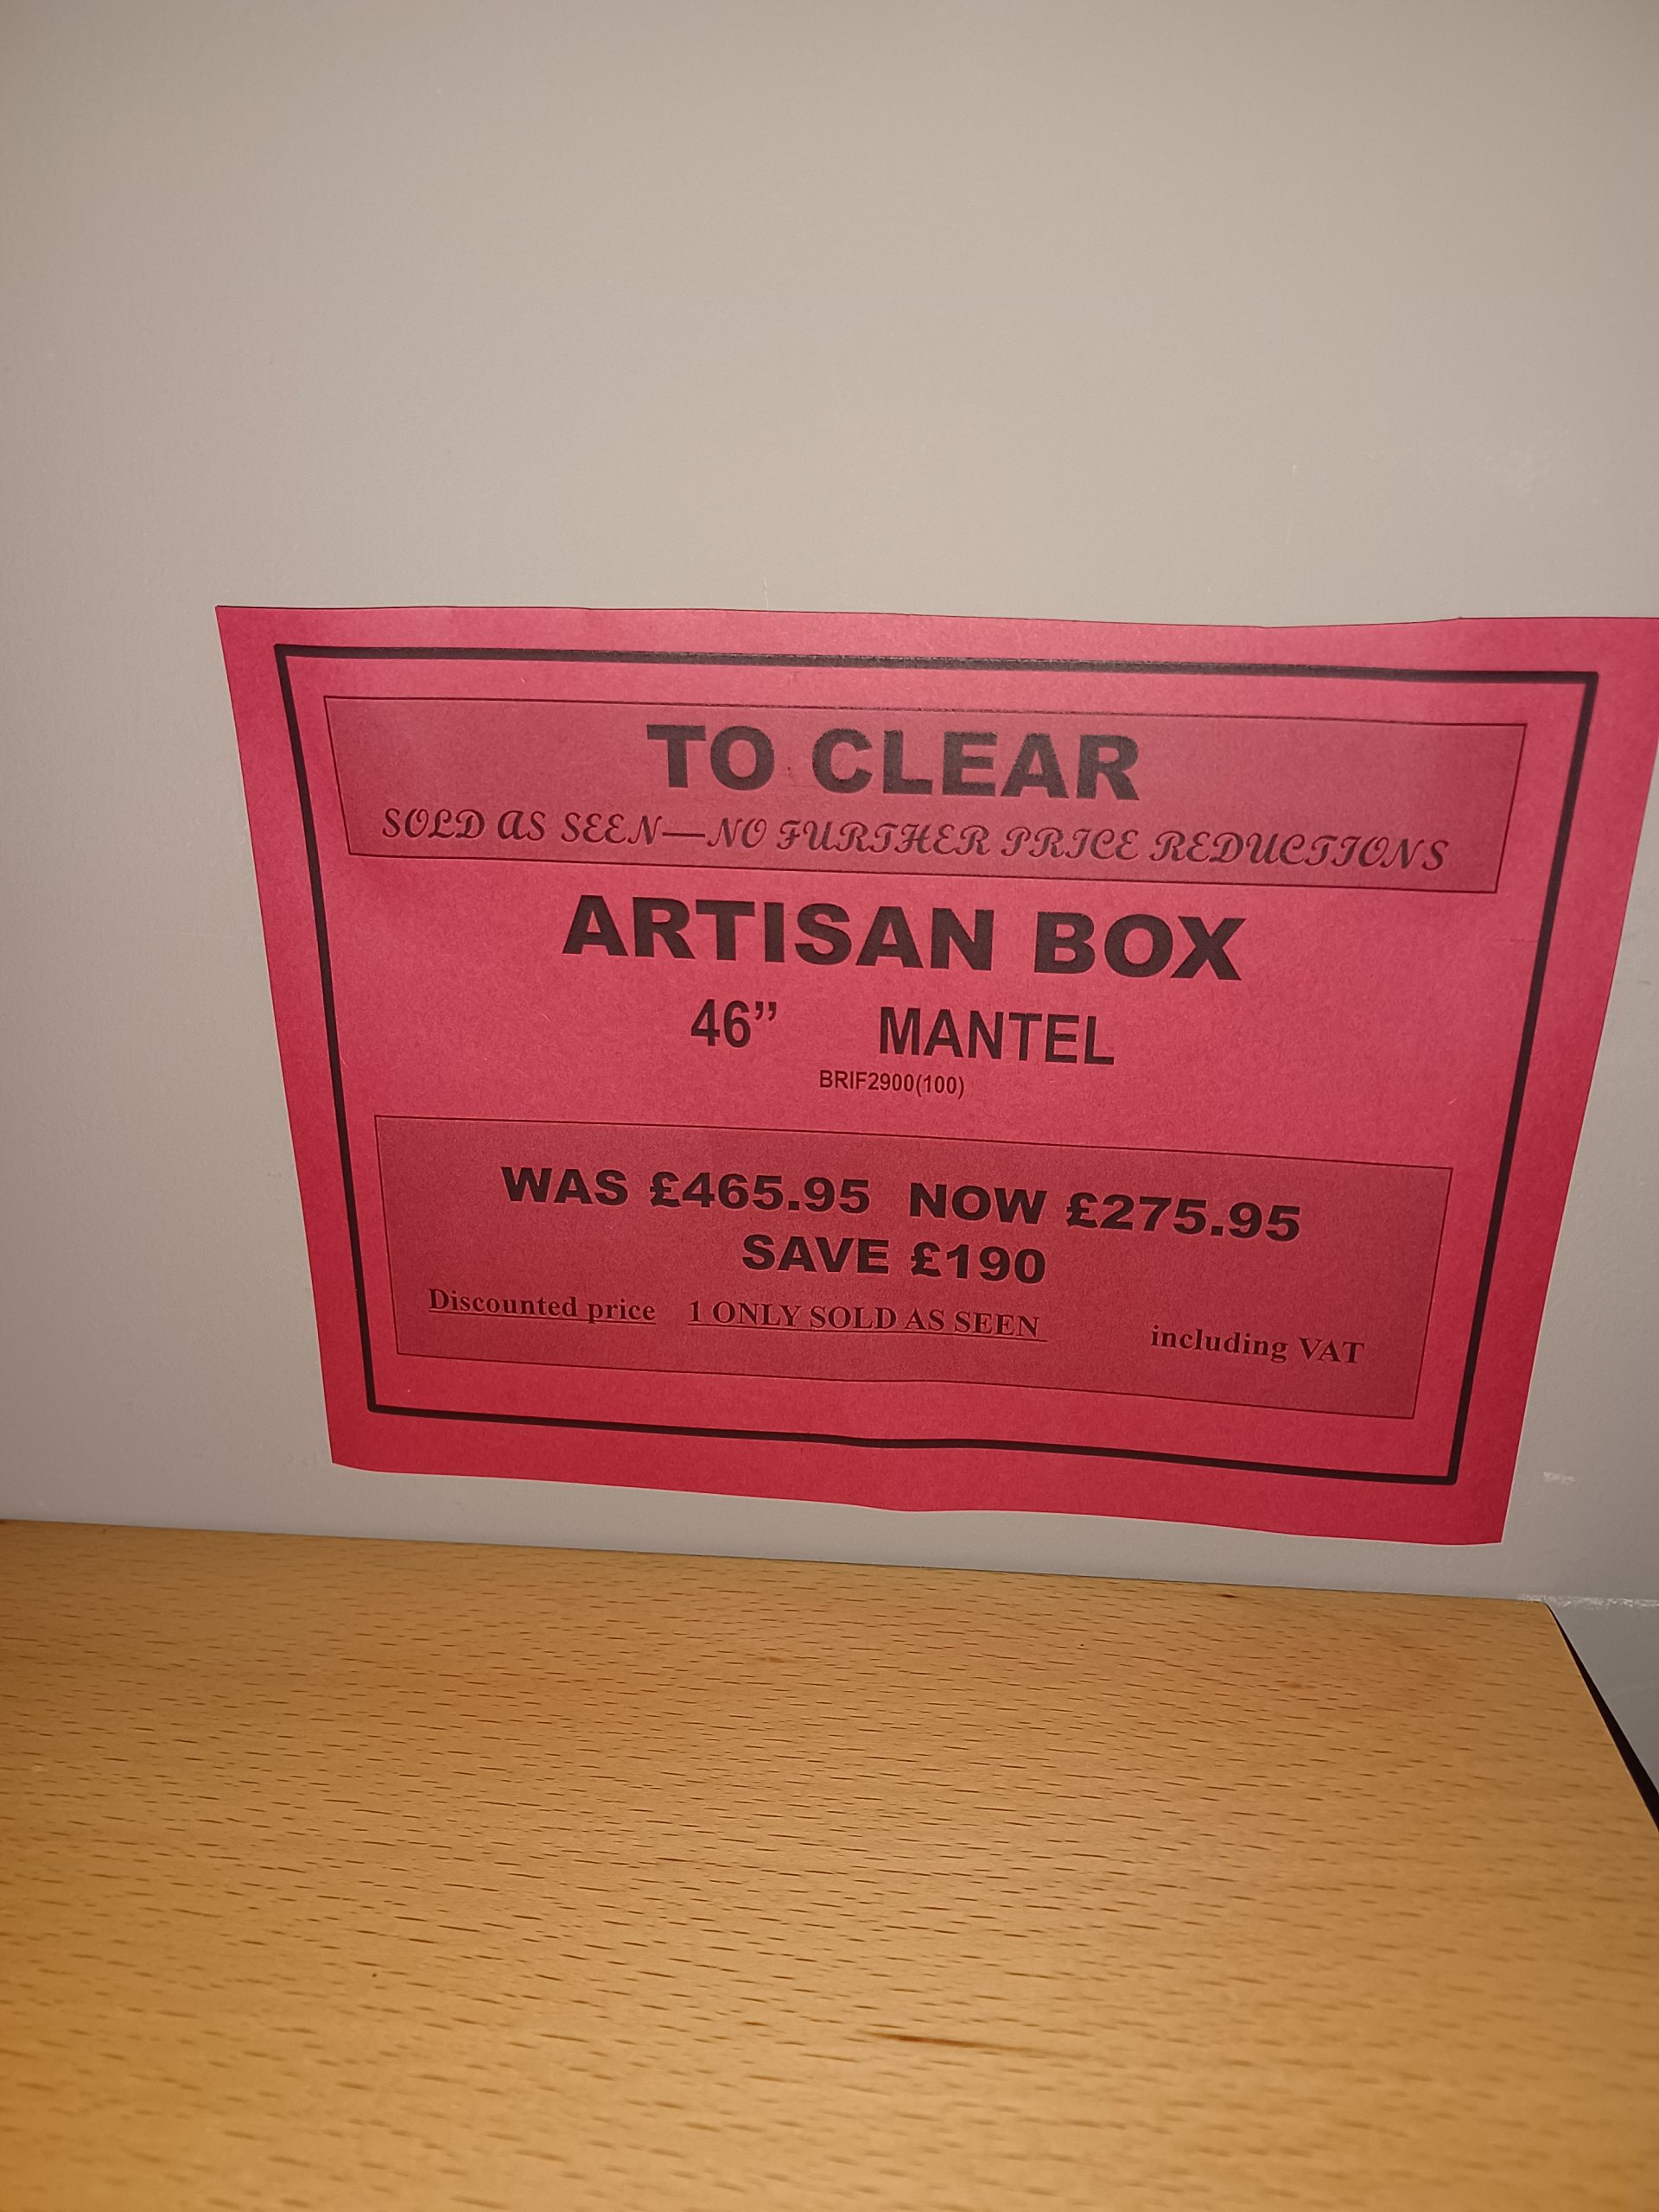 TO CLEAR
SOLD AS SEEN—NO FURTHER PRICE REDUCTIONS
ARTISAN BOX
46” MANTEL
BRIF2900(100)
WAS £465.95 NOW £275.95
SAVE £190
Discounted price 1 ONLY SOLD AS SEEN including VAT